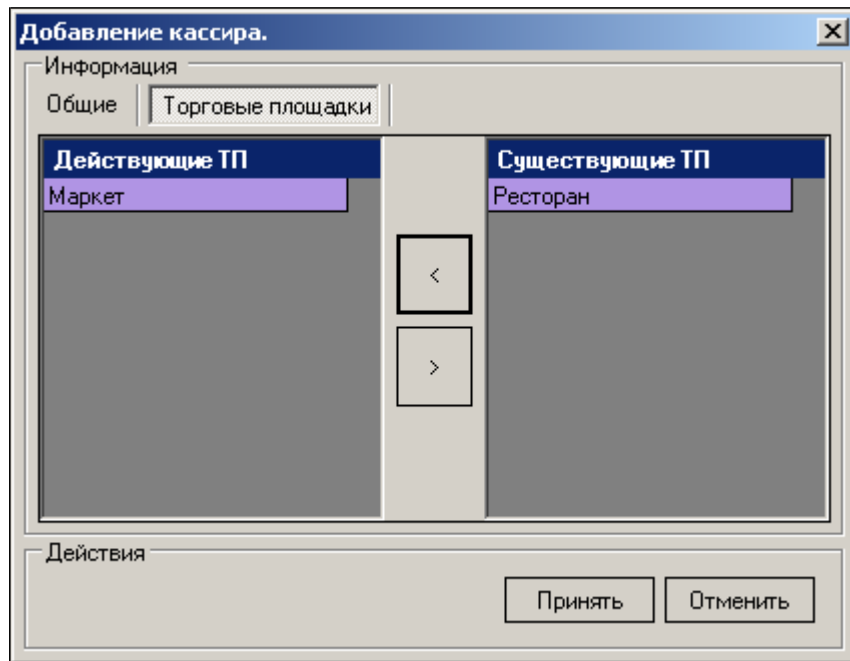 Добавление кассира.
Информация
Общие Торговые площадки
Действующие ТП Существующие ТП
Маркет Ресторан
<
>
Действия
Принять Отменить